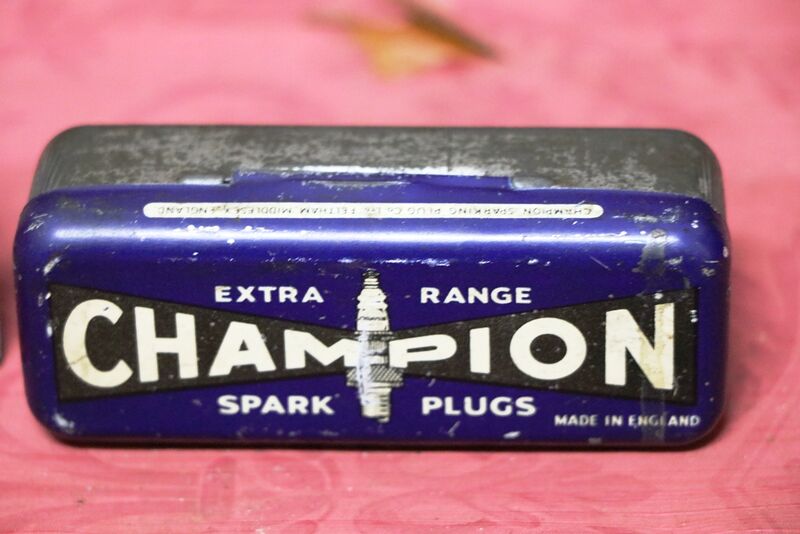 CHAMPION SPARKING PLUG Co LTD. FELTHAM MIDDLESEX, ENGLAND
EXTRA RANGE
CHAMPION
SPARK PLUGS
MADE IN ENGLAND